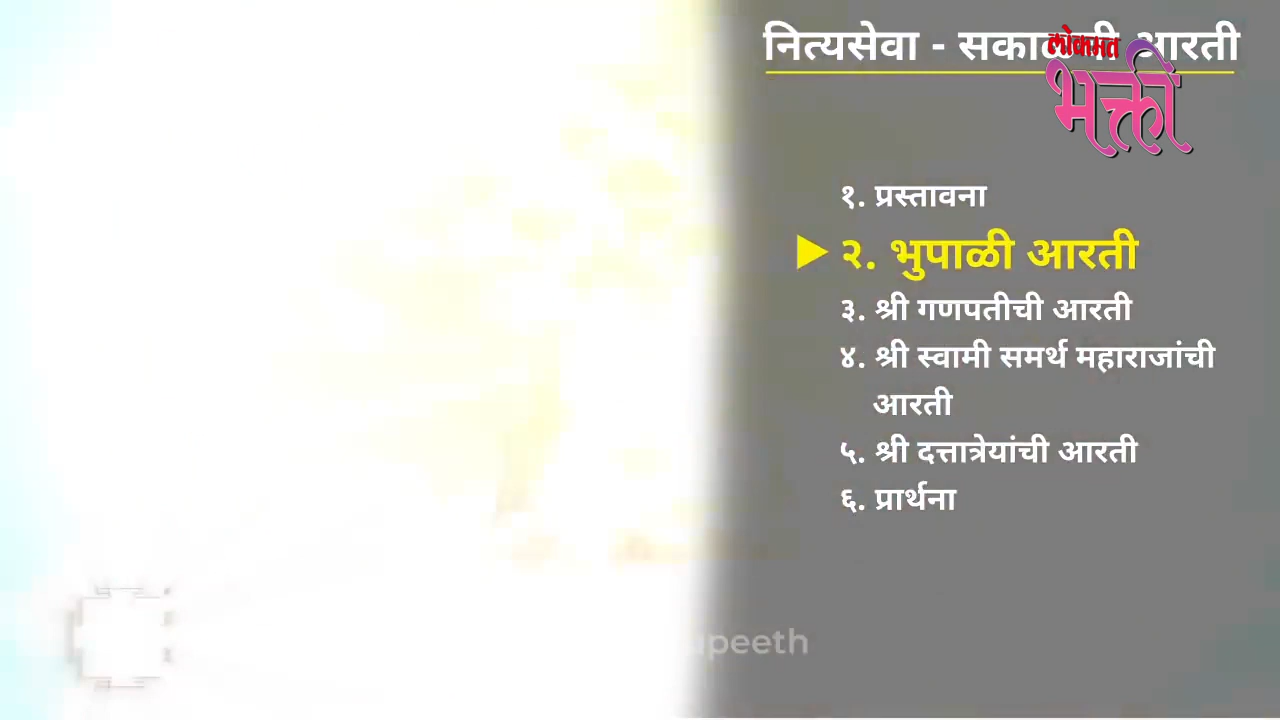 नित्यसेवा - सकाळची आरती
लोकमत
भक्ती
१. प्रस्तावना
२. भुपाळी आरती
३. श्री गणपतीची आरती
४. श्री स्वामी समर्थ महाराजांची
आरती
५. श्री दत्तात्रेयांची आरती
६. प्रार्थना
peeth